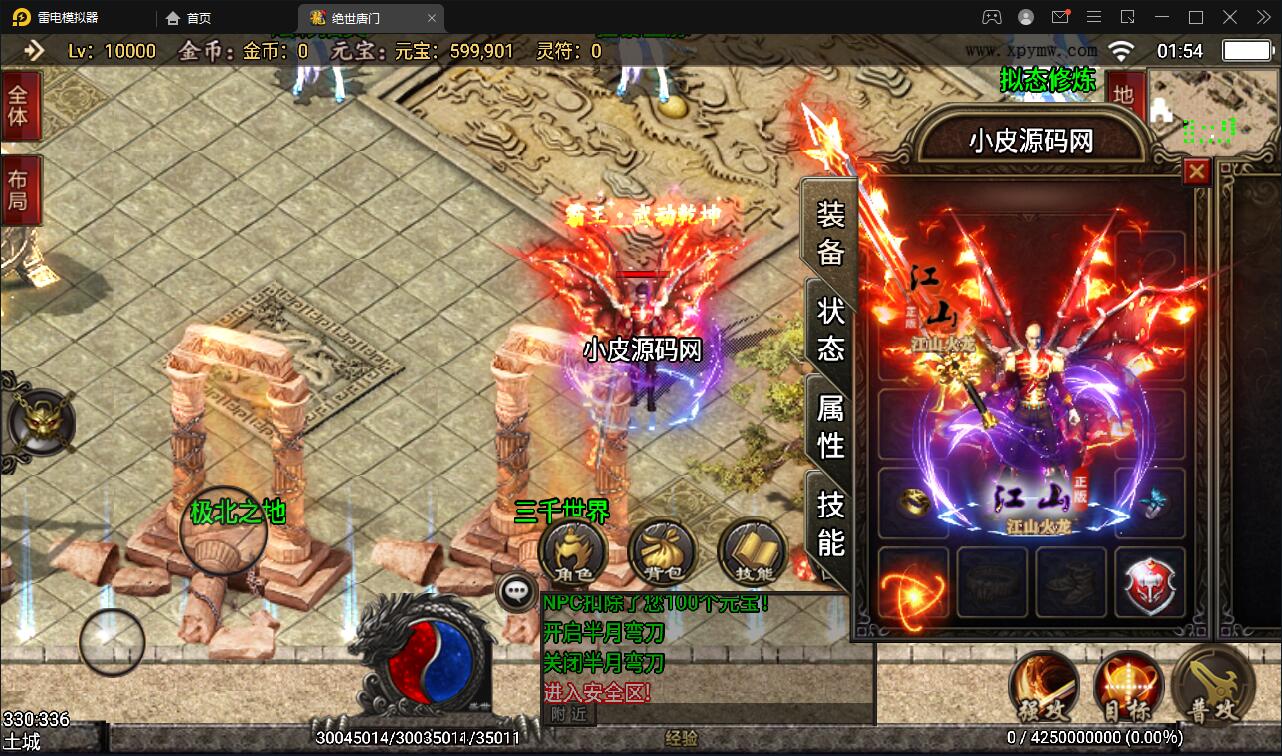 雷电模拟器
首页
绝世唐门
Lv: 10000 金币: 金币: 0 元宝: 元宝: 599,901 灵符: 0
www.xpymw.com
01:54
全体
布局
拟态修炼
地
小皮源码网
霸王·武动乾坤
小皮源码网
装备
状态
属性
技能
江山
正版
江山火龙
江山
正版
江山火龙
极北之地
三千世界
角色
背包
技能
NPC扣除了您100个元宝!
开启半月弯刀
关闭半月弯刀
进入安全区!
附近
强攻
目标
普攻
330:336
土城
30045014/30035014/35011
经验
0 / 4250000000 (0.00%)